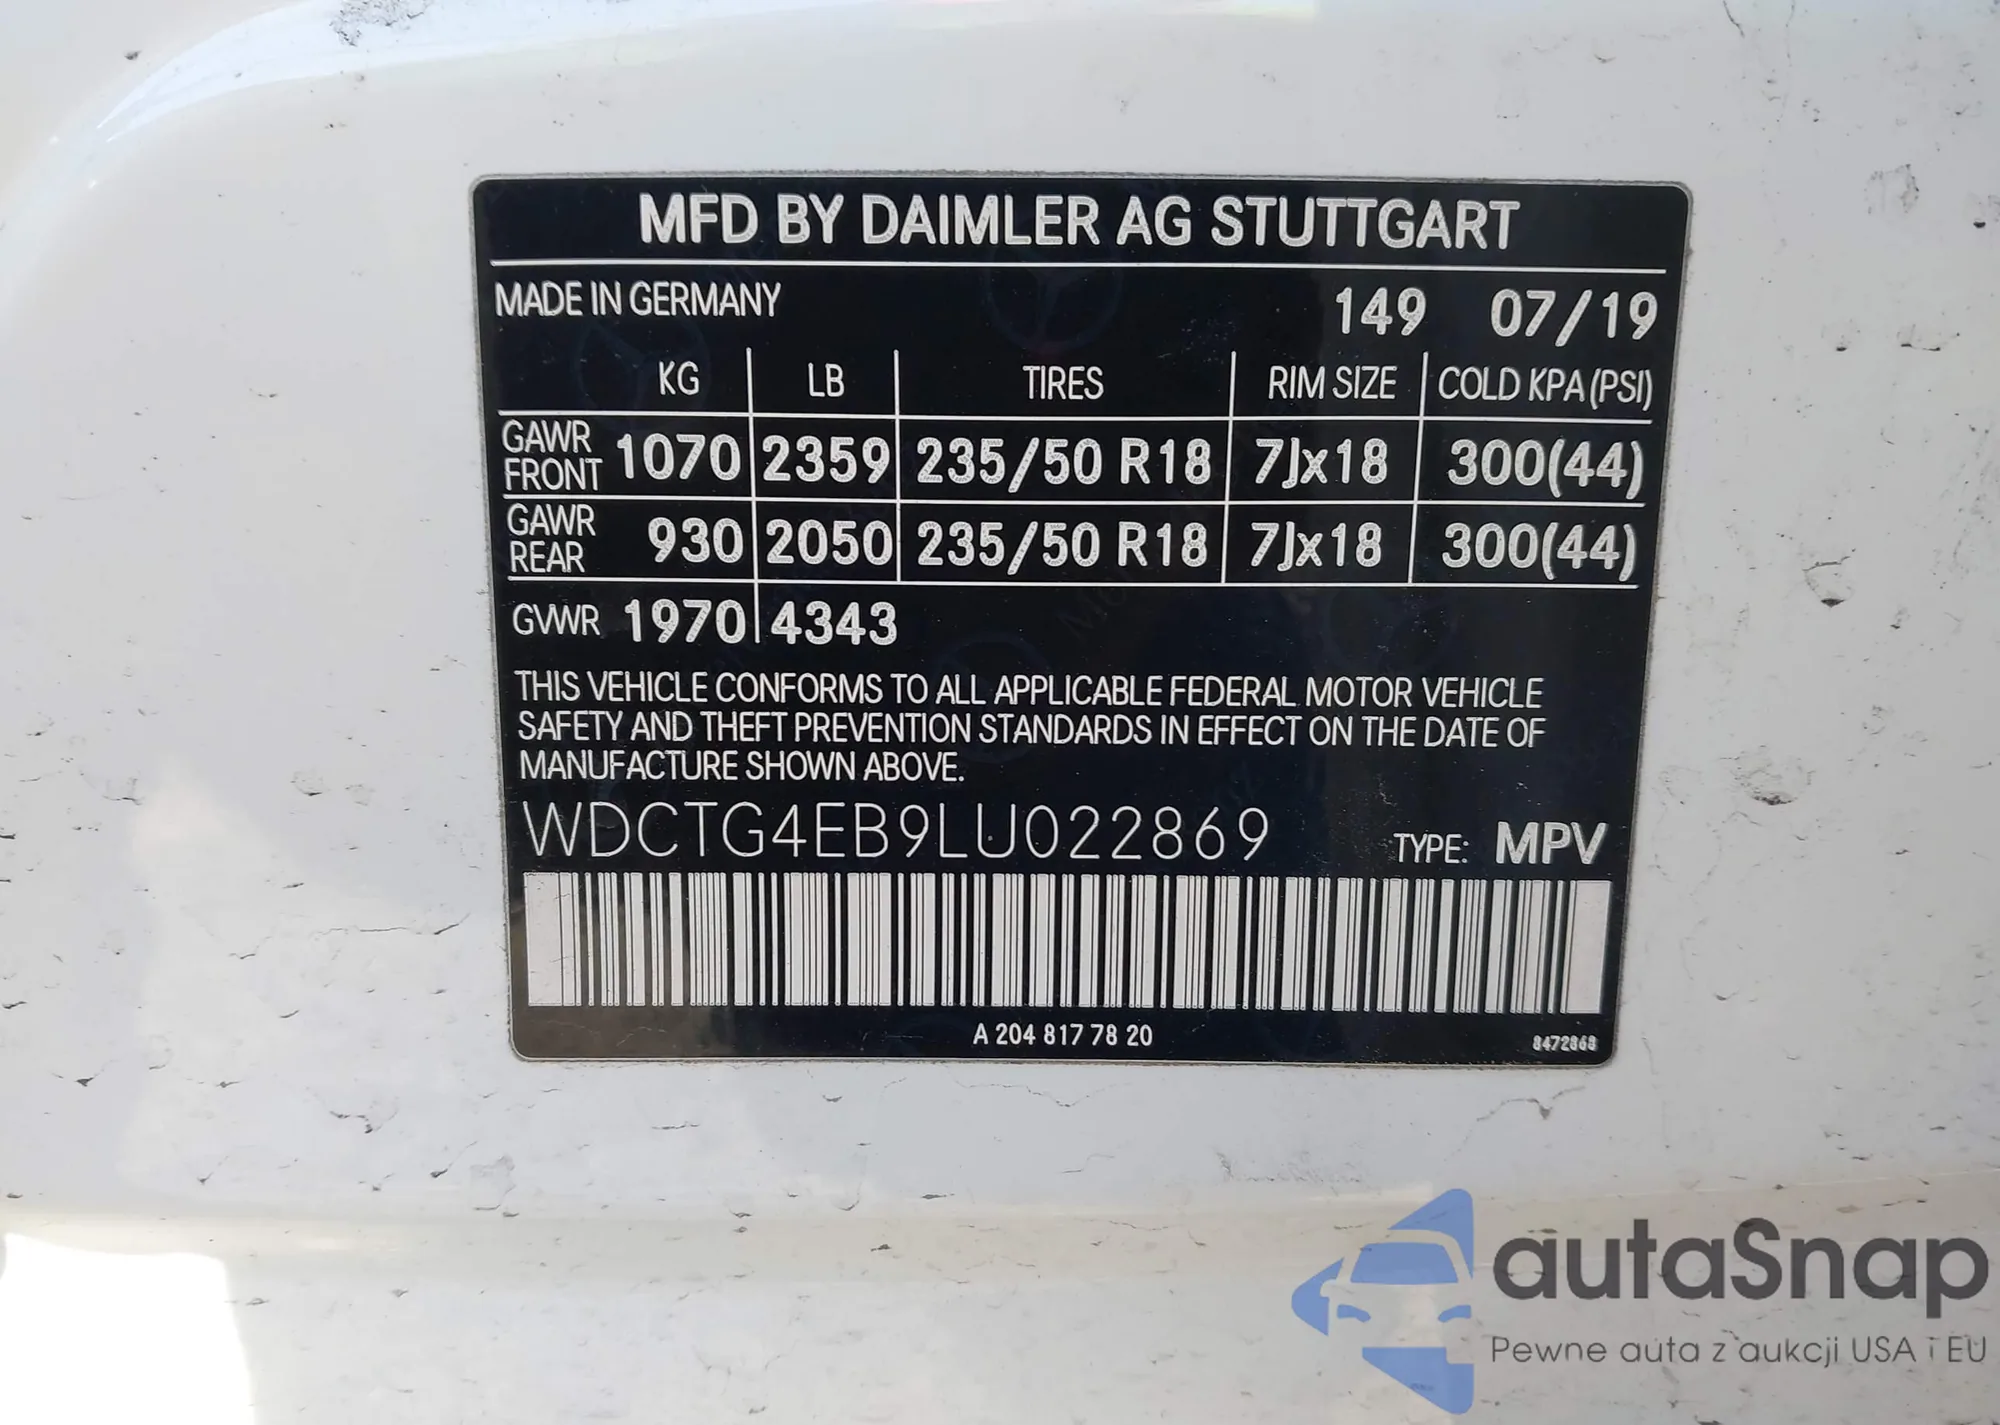 MFD BY DAIMLER AG STUTTGART
MADE IN GERMANY 149 07/19
KG LB TIRES RIM SIZE COLD KPA(PSI)
GAWR FRONT 1070 2359 235/50 R18 7Jx18 300(44)
GAWR REAR 930 2050 235/50 R18 7Jx18 300(44)
GVWR 1970 4343
THIS VEHICLE CONFORMS TO ALL APPLICABLE FEDERAL MOTOR VEHICLE
SAFETY AND THEFT PREVENTION STANDARDS IN EFFECT ON THE DATE OF
MANUFACTURE SHOWN ABOVE.
WDCTG4EB9LU022869 TYPE: MPV
A 204 817 78 20 8472868
autaSnap
Pewne auta z aukcji USA i EU